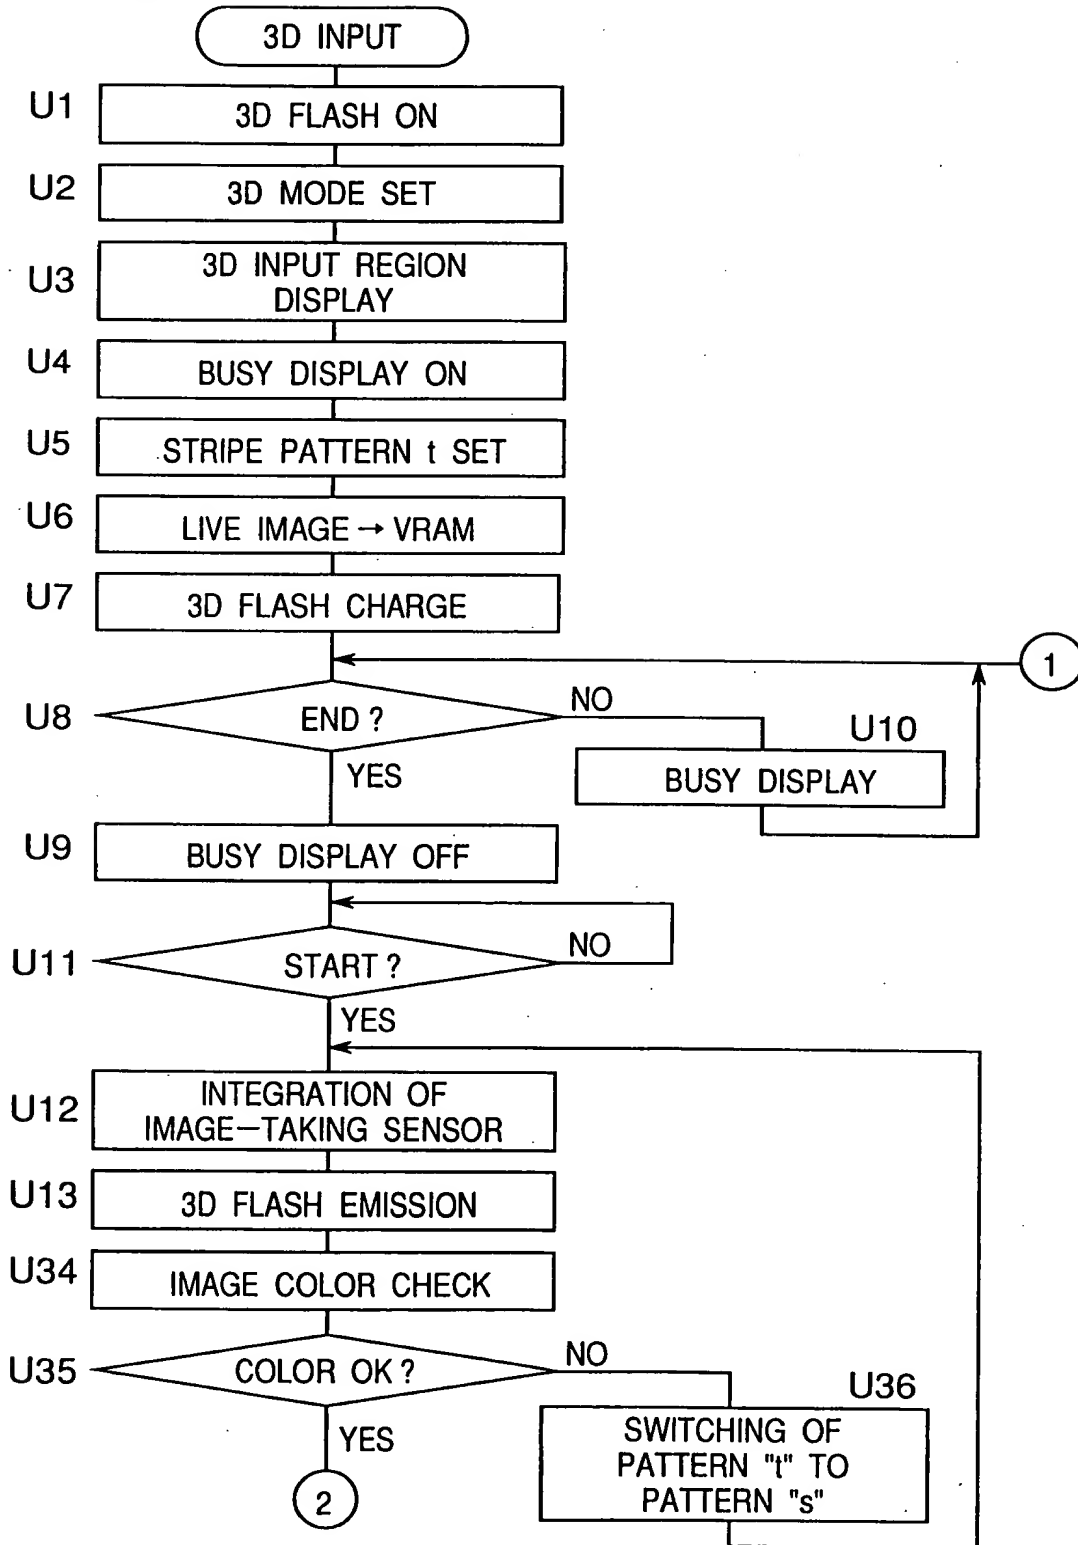 3D INPUT
U1
3D FLASH ON
U2
3D MODE SET
U3
3D INPUT REGION
DISPLAY
U4
BUSY DISPLAY ON
U5
STRIPE PATTERN t SET
U6
LIVE IMAGE → VRAM
U7
3D FLASH CHARGE
1
U8
END ?
NO
YES
U10
BUSY DISPLAY
U9
BUSY DISPLAY OFF
U11
START ?
NO
YES
U12
INTEGRATION OF
IMAGE-TAKING SENSOR
U13
3D FLASH EMISSION
U34
IMAGE COLOR CHECK
U35
COLOR OK ?
NO
YES
U36
SWITCHING OF
PATTERN "t" TO
PATTERN "s"
2